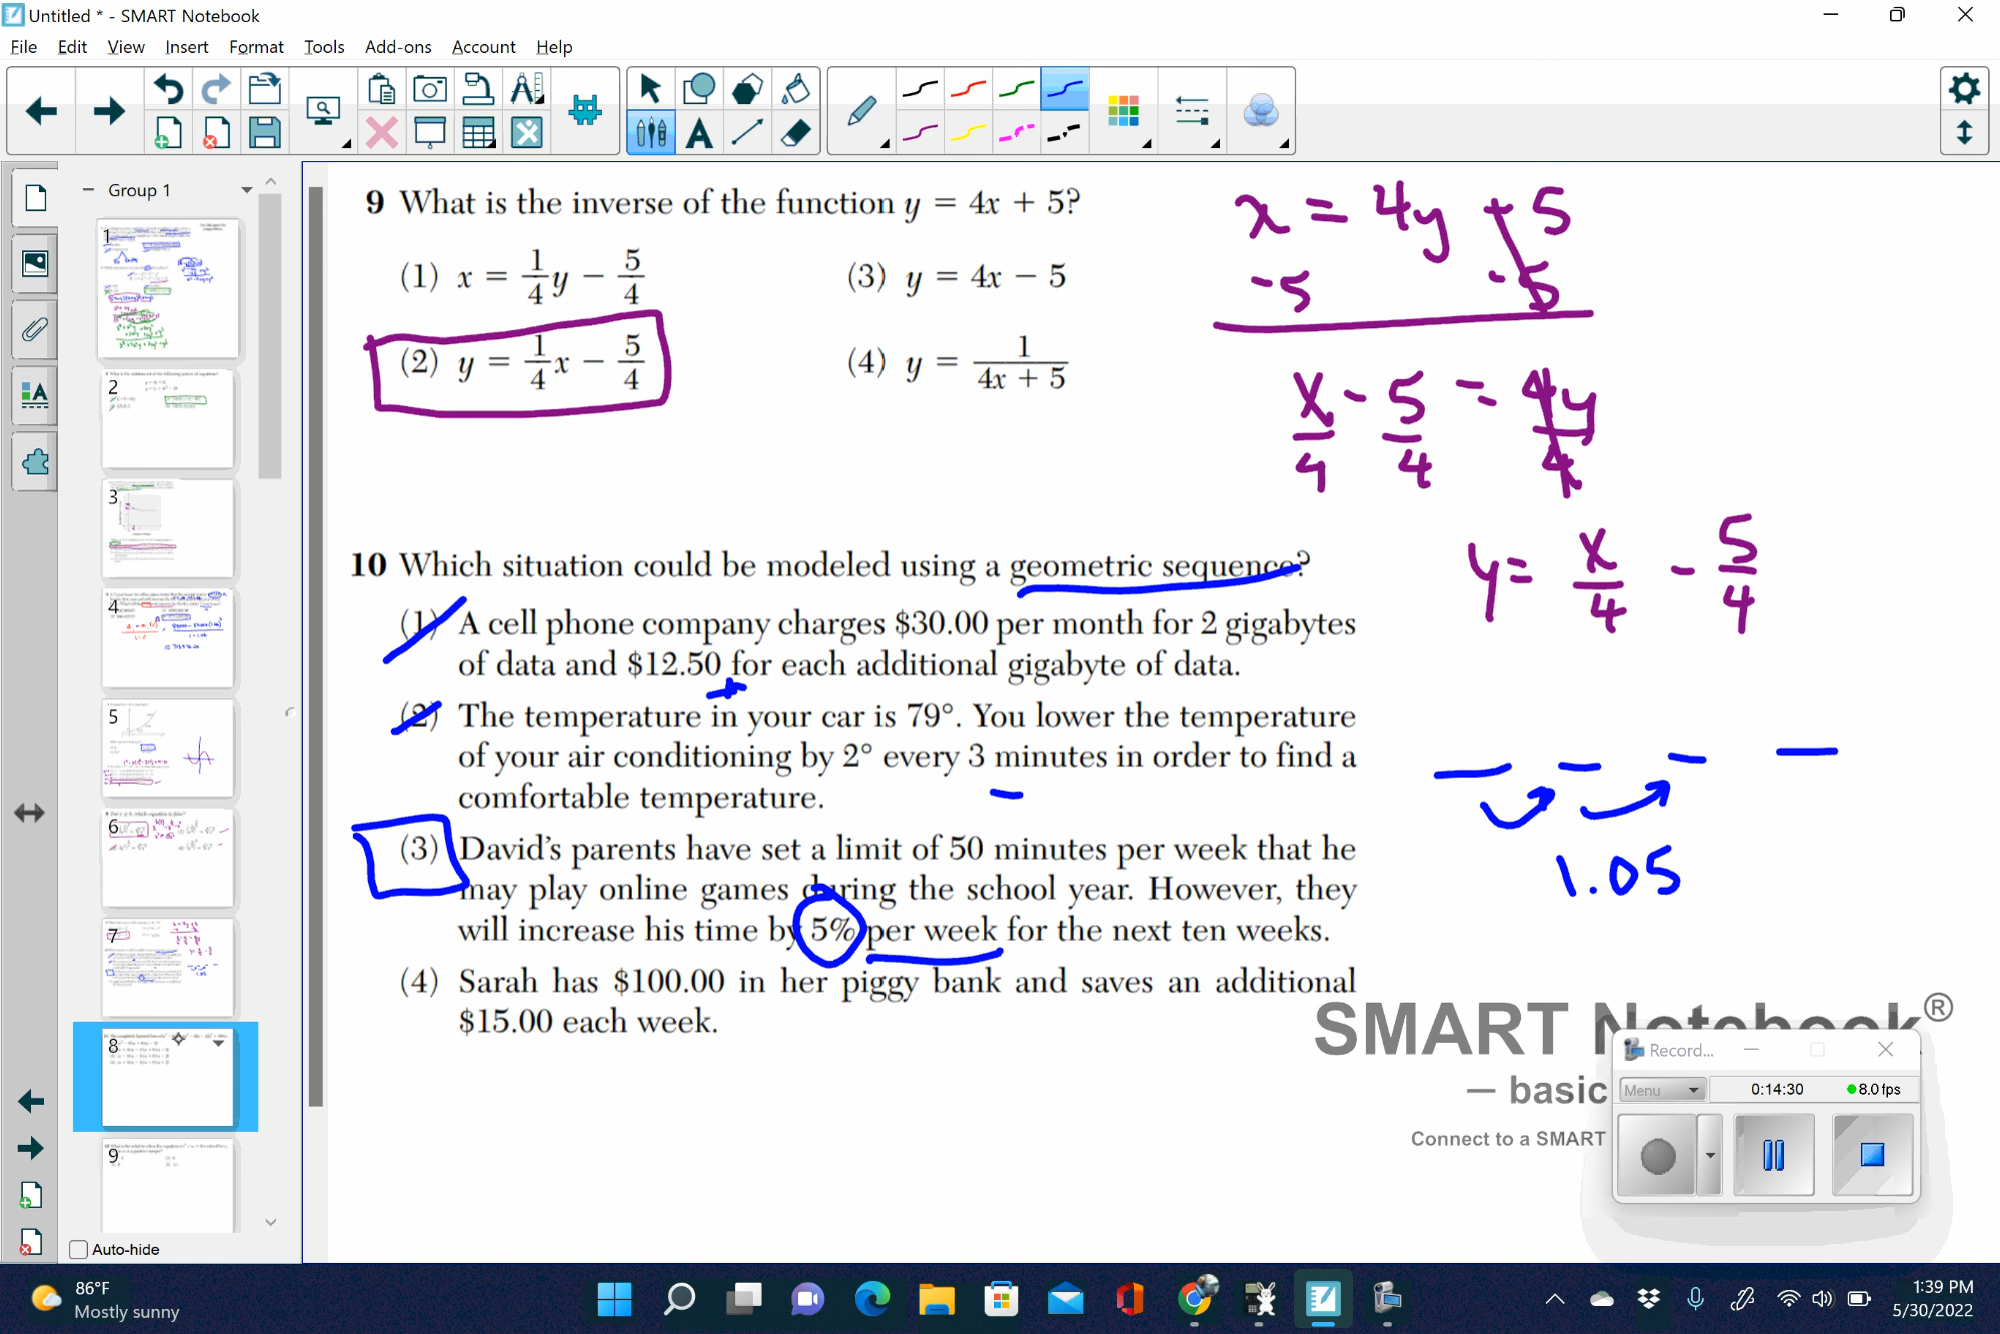 Untitled * - SMART Notebook
File Edit View Insert Format Tools Add-ons Account Help
Group 1
9 What is the inverse of the function y = 4x + 5?
(1) x = 1/4 y − 5/4
(3) y = 4x − 5
(2) y = 1/4 x − 5/4
(4) y = 1/(4x + 5)
x = 4y + 5
-5 -5
x/4 - 5/4 = 4y/4
y = x/4 - 5/4
10 Which situation could be modeled using a geometric sequence?
(1) A cell phone company charges $30.00 per month for 2 gigabytes
of data and $12.50 for each additional gigabyte of data.
+
(2) The temperature in your car is 79°. You lower the temperature
of your air conditioning by 2° every 3 minutes in order to find a
comfortable temperature.
(3) David's parents have set a limit of 50 minutes per week that he
may play online games during the school year. However, they
will increase his time by 5% per week for the next ten weeks.
(4) Sarah has $100.00 in her piggy bank and saves an additional
$15.00 each week.
1.05
SMART Notebook®
— basic
Connect to a SMART
Record...
Menu 0:14:30 8.0 fps
1
2
3
4
5
6
7
8
9
Auto-hide
86°F
Mostly sunny
1:39 PM
5/30/2022